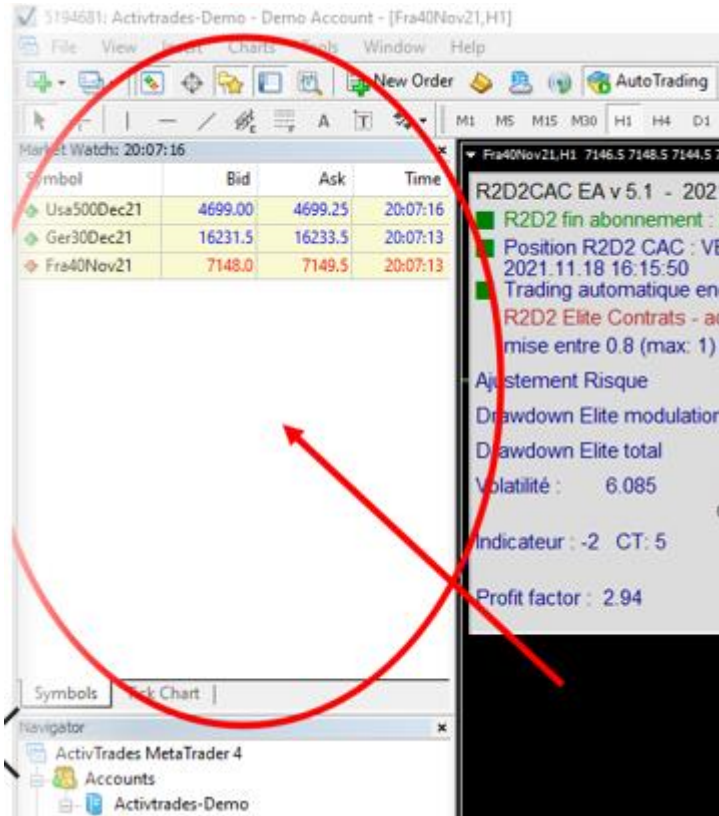 5194681: Activtrades-Demo - Demo Account - [Fra40Nov21,H1]
File View Insert Charts Tools Window Help
New Order AutoTrading
A T M1 M5 M15 M30 H1 H4 D1
Market Watch: 20:07:16
Symbol Bid Ask Time
Usa500Dec21 4699.00 4699.25 20:07:16
Ger30Dec21 16231.5 16233.5 20:07:13
Fra40Nov21 7148.0 7149.5 20:07:13
Symbols Tick Chart
Navigator
ActivTrades MetaTrader 4
Accounts
Activtrades-Demo
Fra40Nov21,H1 7146.5 7148.5 7144.5 7
R2D2CAC EA v 5.1 - 202
R2D2 fin abonnement :
Position R2D2 CAC : VE
2021.11.18 16:15:50
Trading automatique en
R2D2 Elite Contrats - a
mise entre 0.8 (max: 1)
Ajustement Risque
Drawdown Elite modulation
Drawdown Elite total
Volatilité : 6.085
Indicateur : -2 CT: 5
Profit factor : 2.94